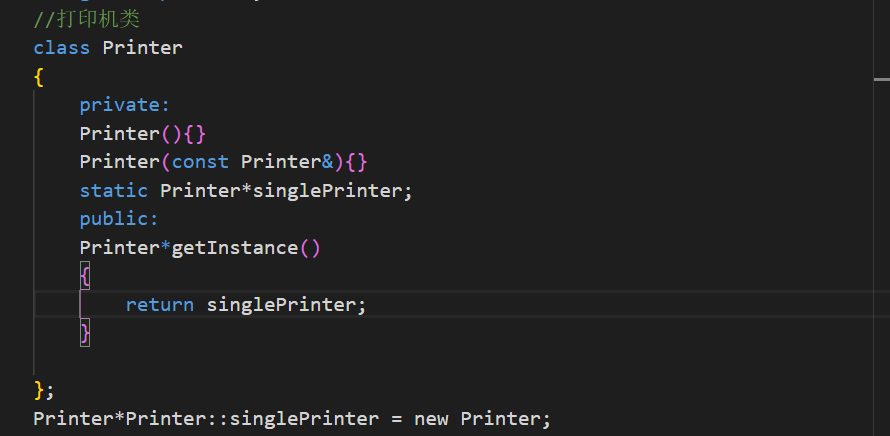 //打印机类
class Printer
{
    private:
    Printer(){}
    Printer(const Printer&){}
    static Printer*singlePrinter;
    public:
    Printer*getInstance()
    {
        return singlePrinter;
    }
};
Printer*Printer::singlePrinter = new Printer;